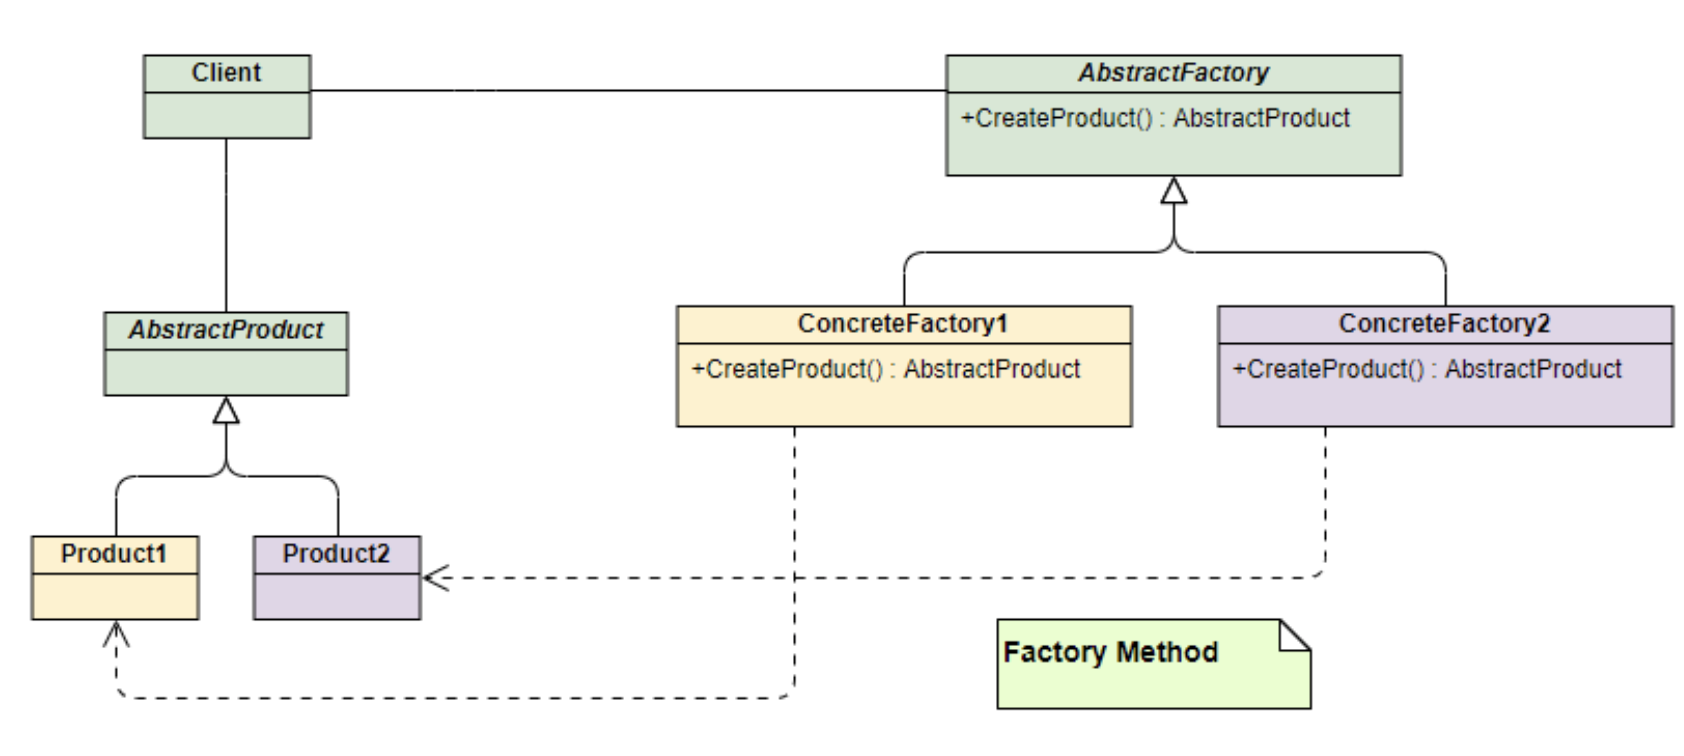 Client
AbstractFactory
+CreateProduct() : AbstractProduct
AbstractProduct
ConcreteFactory1
+CreateProduct() : AbstractProduct
ConcreteFactory2
+CreateProduct() : AbstractProduct
Product1
Product2
Factory Method